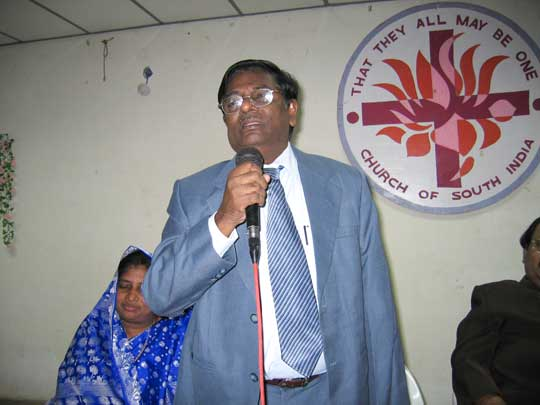 THAT THEY ALL MAY BE ONE
CHURCH OF SOUTH INDIA